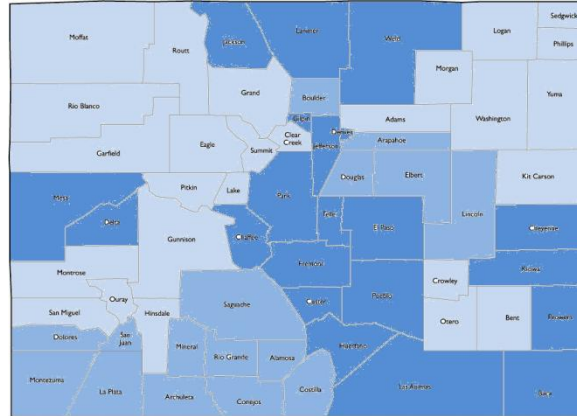 Sedgwick
Moffat
Routt
Jackson
Larimer
Weld
Logan
Phillips
Morgan
Grand
Boulder
Rio Blanco
Yuma
Washington
Gilpin
Adams
Clear
Creek
Denver
Jefferson
Arapahoe
Eagle
Summit
Garfield
Douglas
Elbert
Kit Carson
Pitkin
Lake
Park
Mesa
Delta
Lincoln
Teller
El Paso
Cheyenne
Chaffee
Gunnison
Fremont
Kiowa
Montrose
Crowley
Custer
Pueblo
Ouray
Saguache
San Miguel
Hinsdale
Otero
Bent
Prowers
Dolores
San
Juan
Mineral
Rio Grande
Alamosa
Huerfano
Montezuma
La Plata
Archuleta
Conejos
Costilla
Las Animas
Baca